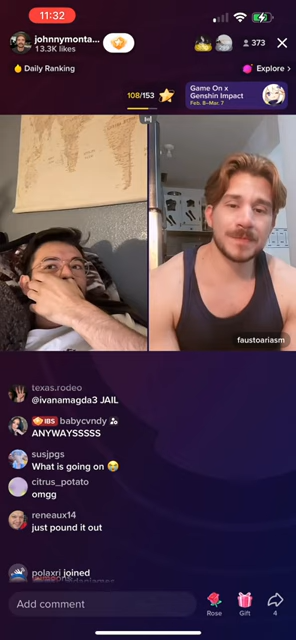 11:32
johnnymonta...
13.3K likes
373
Daily Ranking
Explore >
108/153
Game On x
Genshin Impact
Feb. 8–Mar. 7
faustoariasm
texas.rodeo
@ivanamagda3 JAIL
IBS babycvndy
ANYWAYSSSSS
susjpgs
What is going on 😭
citrus_potato
omgg
reneaux14
just pound it out
polaxri joined
Add comment
Rose
Gift
4